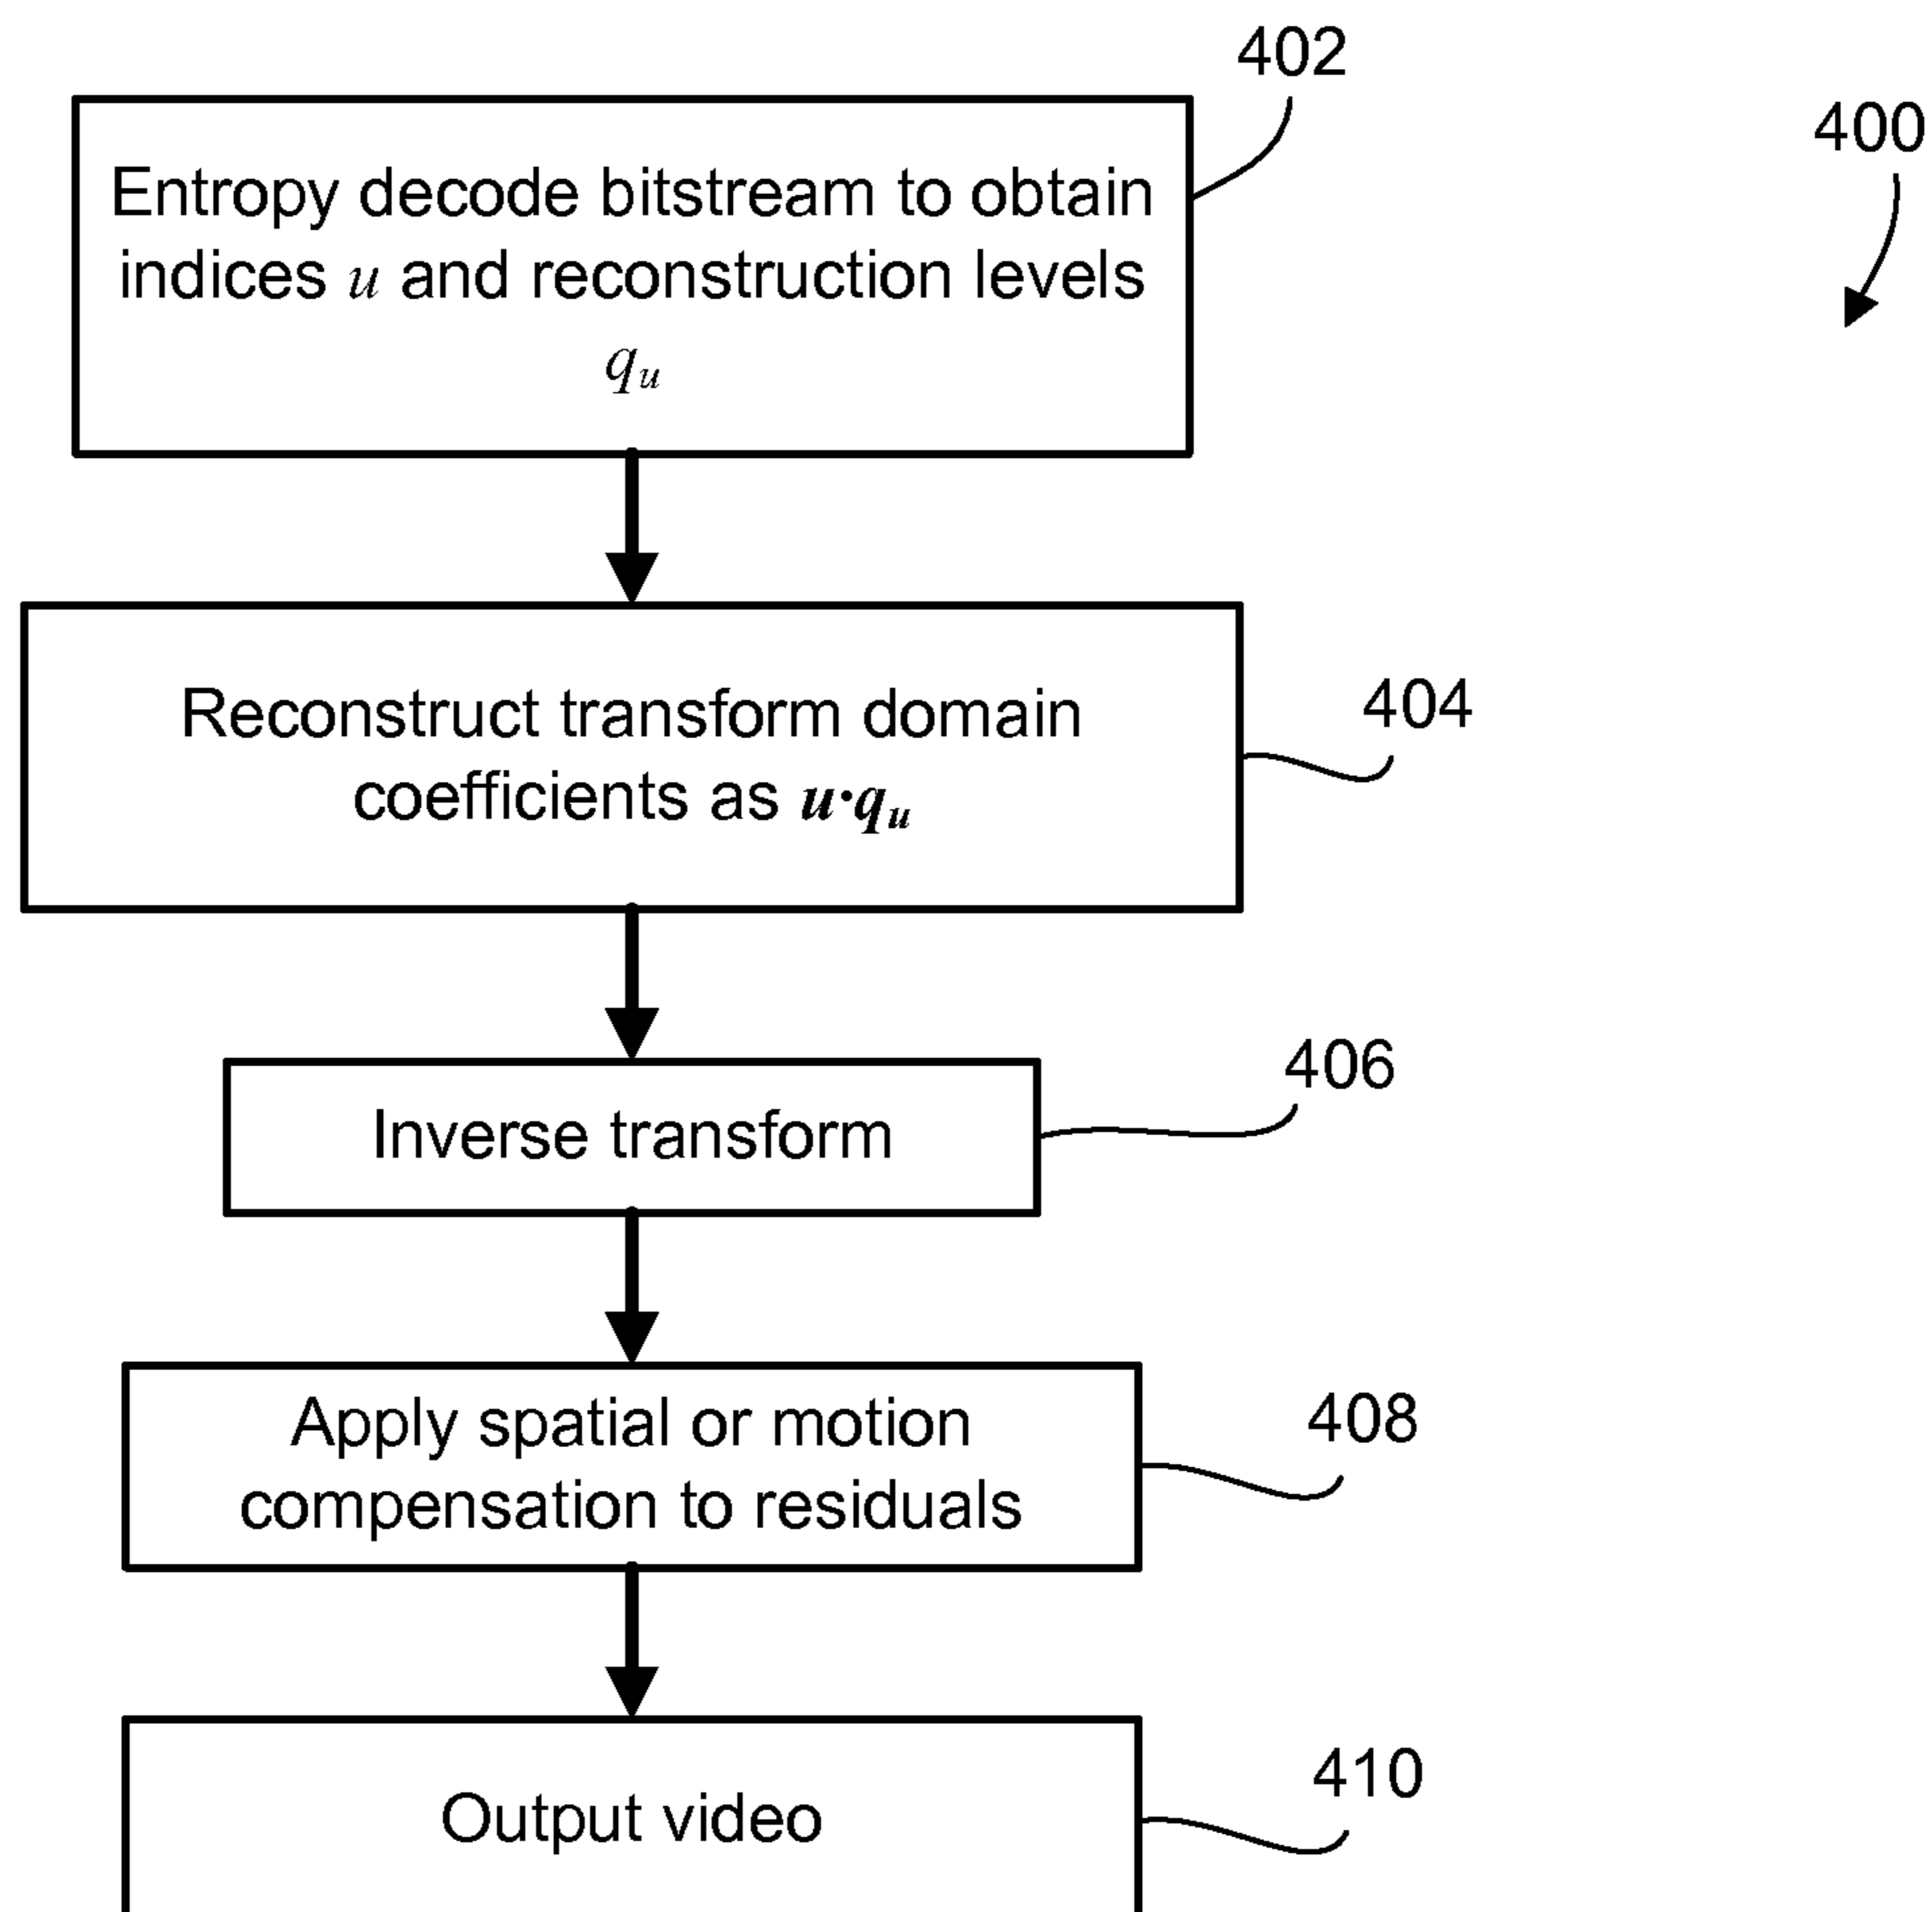 402
400
Entropy decode bitstream to obtain
indices u and reconstruction levels
qu
Reconstruct transform domain
coefficients as u·qu
404
406
Inverse transform
408
Apply spatial or motion
compensation to residuals
410
Output video